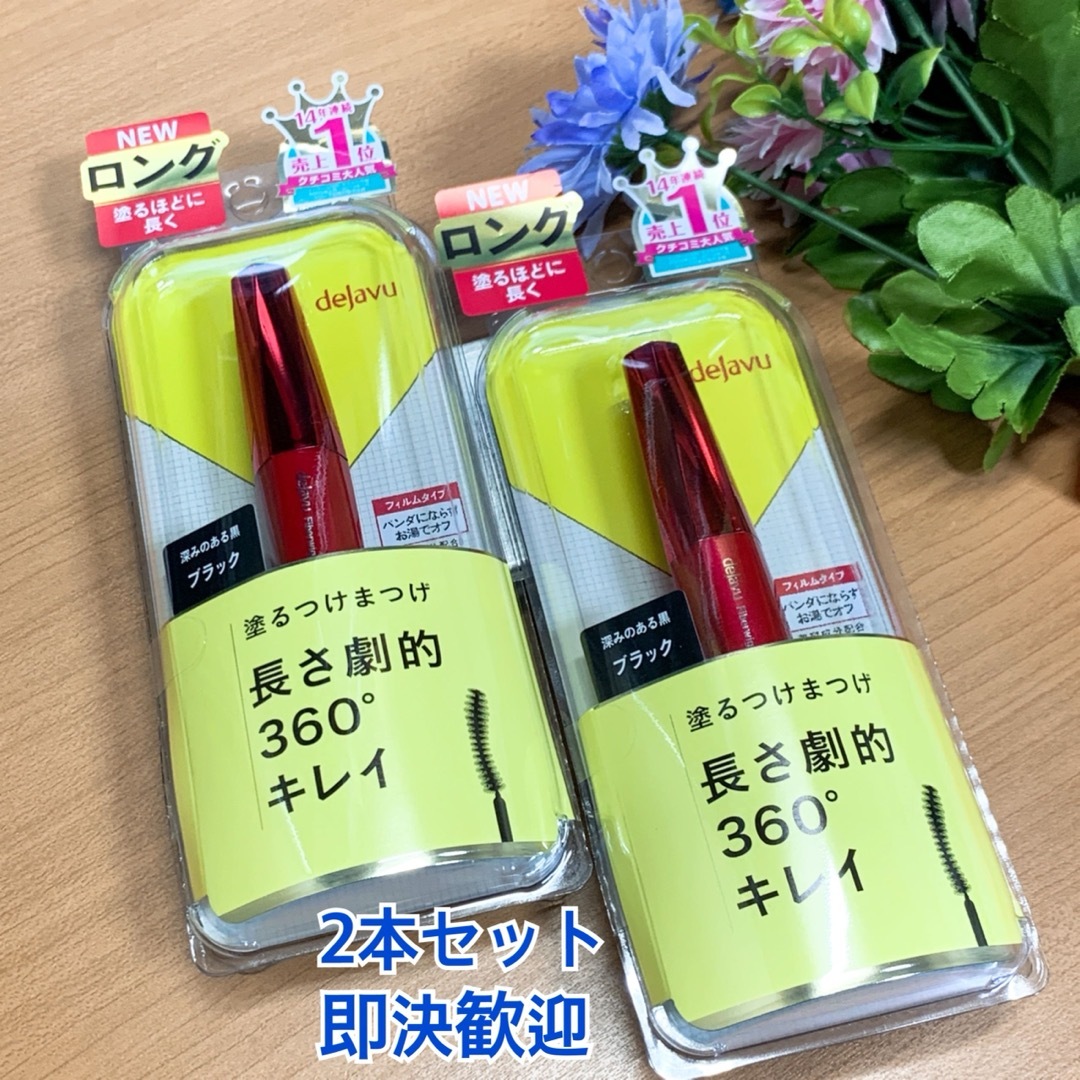 NEW
ロング
塗るほどに
長く
14年連続
売上1位
クチコミ大人気
dejavu
dejavu
フィルムタイプ
パンダにならず
お湯でオフ
深みのある黒
ブラック
塗るつけまつげ
長さ劇的
360°
キレイ
NEW
ロング
塗るほどに
長く
14年連続
売上1位
クチコミ大人気
dejavu
dejavu Fiberwig
フィルムタイプ
パンダにならず
お湯でオフ
深みのある黒
ブラック
塗るつけまつげ
長さ劇的
360°
キレイ
2本セット
即決歓迎